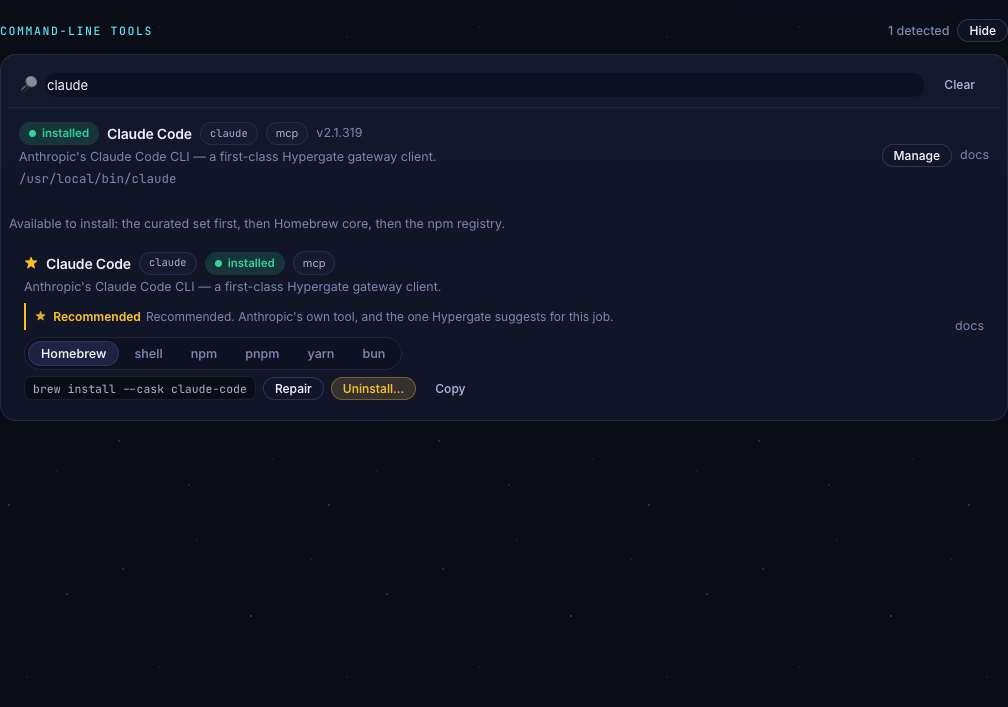 COMMAND-LINE TOOLS 1 detected Hide
claude Clear
installed Claude Code claude mcp v2.1.319
Anthropic's Claude Code CLI — a first-class Hypergate gateway client.
/usr/local/bin/claude
Manage docs
Available to install: the curated set first, then Homebrew core, then the npm registry.
Claude Code claude installed mcp
Anthropic's Claude Code CLI — a first-class Hypergate gateway client.
Recommended Recommended. Anthropic's own tool, and the one Hypergate suggests for this job.
docs
Homebrew shell npm pnpm yarn bun
brew install --cask claude-code Repair Uninstall... Copy